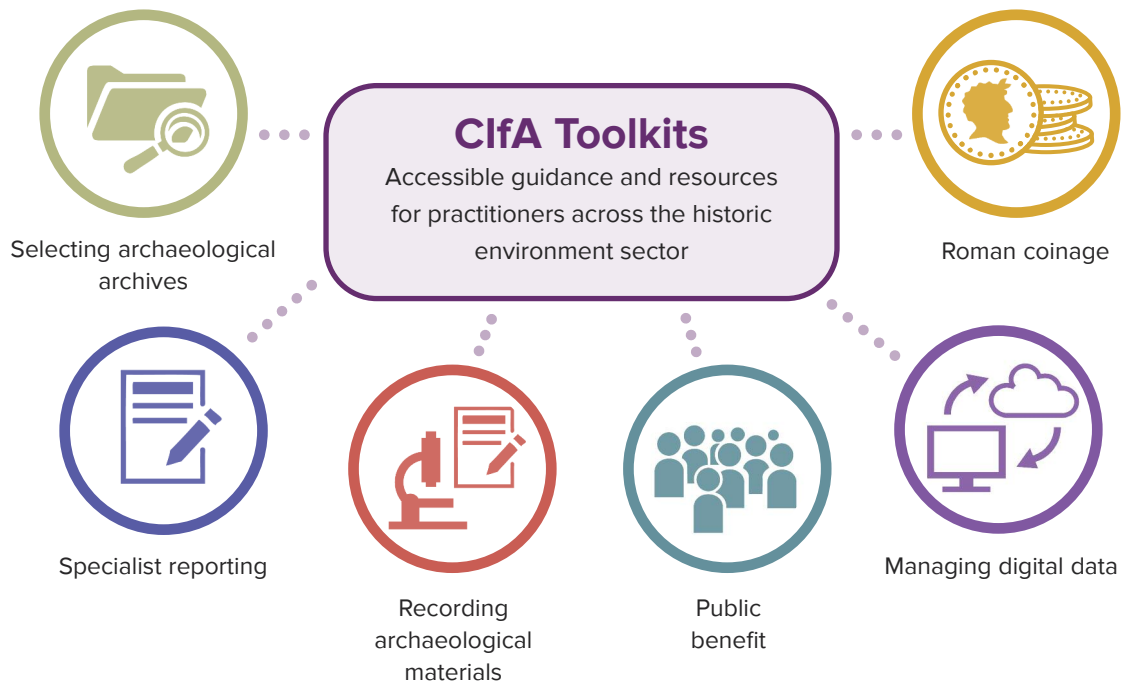 CIfA Toolkits
Accessible guidance and resources
for practitioners across the historic
environment sector
Selecting archaeological
archives
Roman coinage
Specialist reporting
Recording
archaeological
materials
Public
benefit
Managing digital data